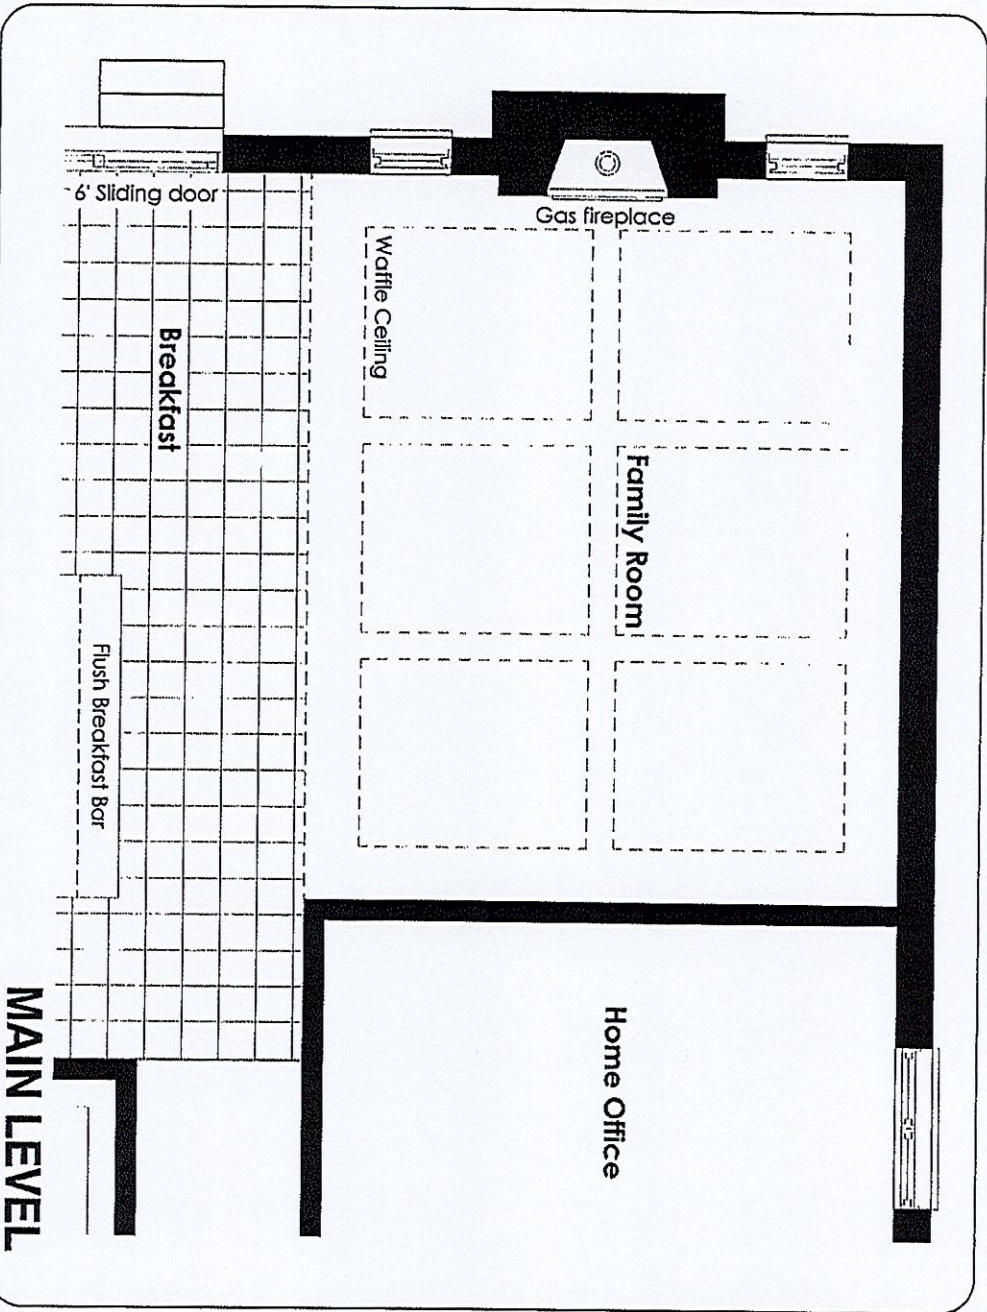 6' Sliding door
Gas fireplace
Waffle Ceiling
Breakfast
Family Room
Flush Breakfast Bar
Home Office
MAIN LEVEL